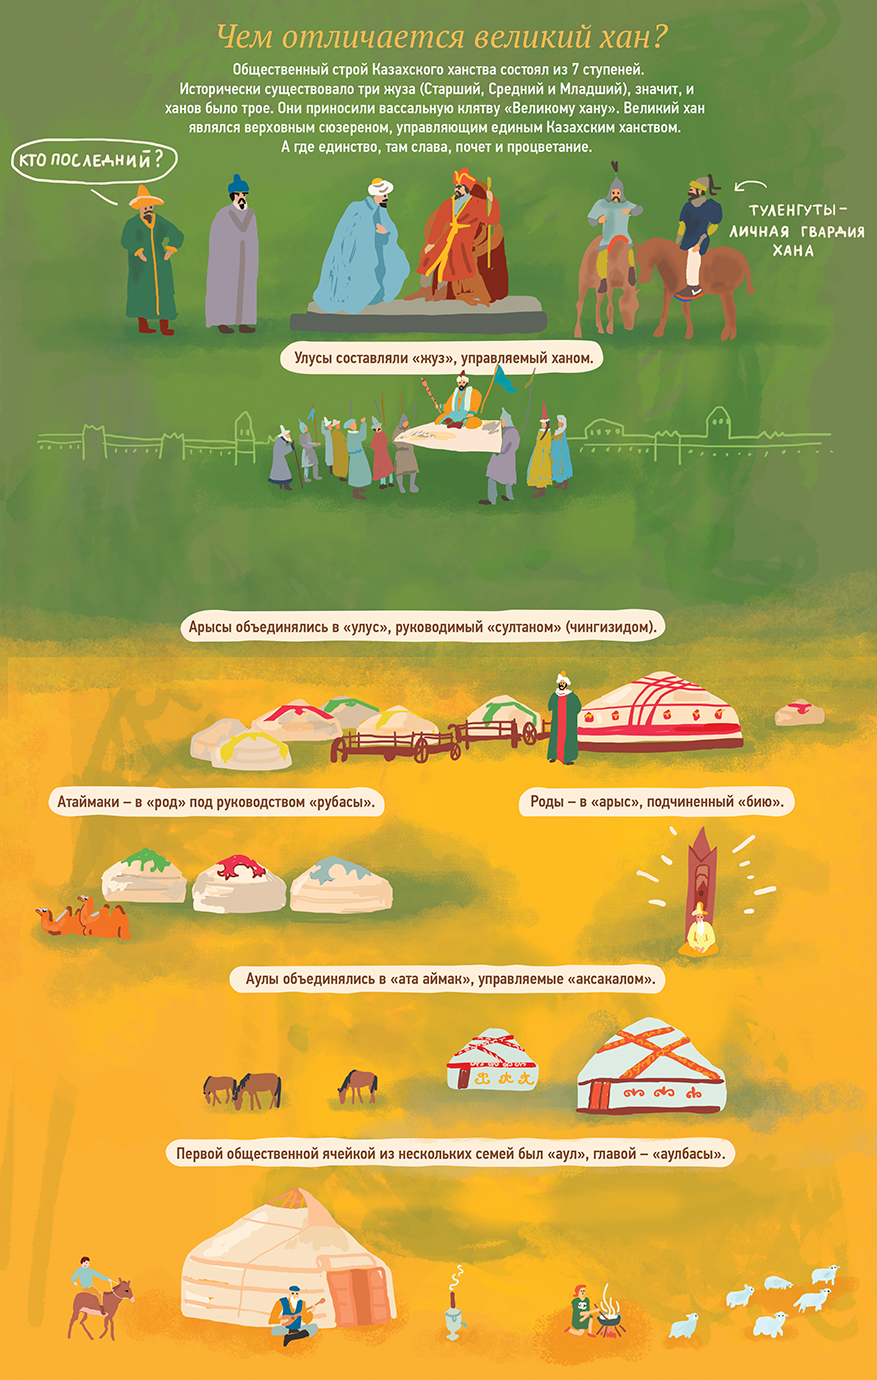 Чем отличается великий хан?
Общественный строй Казахского ханства состоял из 7 ступеней.
Исторически существовало три жуза (Старший, Средний и Младший), значит, и
ханов было трое. Они приносили вассальную клятву «Великому хану». Великий хан
являлся верховным сюзереном, управляющим единым Казахским ханством.
А где единство, там слава, почет и процветание.
КТО ПОСЛЕДНИЙ?
ТУЛЕНГУТЫ –
ЛИЧНАЯ ГВАРДИЯ
ХАНА
Улусы составляли «жуз», управляемый ханом.
Арысы объединялись в «улус», руководимый «султаном» (чингизидом).
Атаймаки – в «род» под руководством «рубасы».
Роды – в «арыс», подчиненный «бию».
Аулы объединялись в «ата аймак», управляемые «аксакалом».
Первой общественной ячейкой из нескольких семей был «аул», главой – «аулбасы».